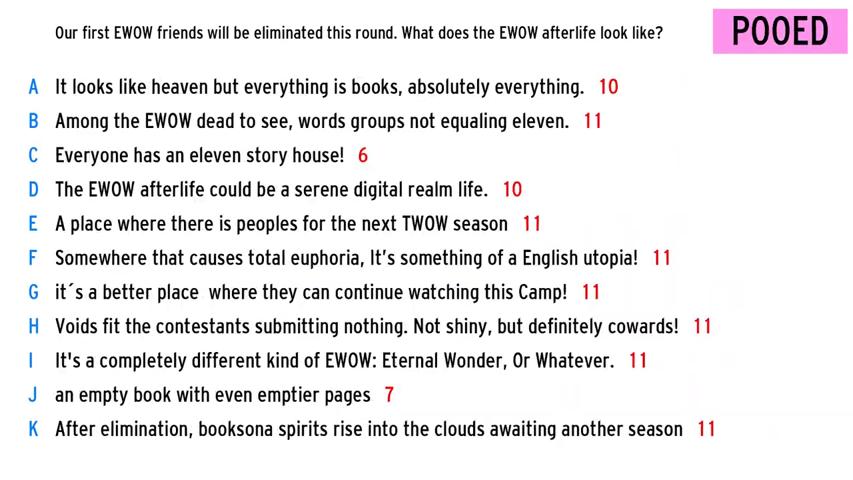 Our first EWOW friends will be eliminated this round. What does the EWOW afterlife look like?
POOED
A It looks like heaven but everything is books, absolutely everything. 10
B Among the EWOW dead to see, words groups not equaling eleven. 11
C Everyone has an eleven story house! 6
D The EWOW afterlife could be a serene digital realm life. 10
E A place where there is peoples for the next TWOW season 11
F Somewhere that causes total euphoria, It's something of a English utopia! 11
G it´s a better place  where they can continue watching this Camp! 11
H Voids fit the contestants submitting nothing. Not shiny, but definitely cowards! 11
I It's a completely different kind of EWOW: Eternal Wonder, Or Whatever. 11
J an empty book with even emptier pages 7
K After elimination, booksona spirits rise into the clouds awaiting another season 11